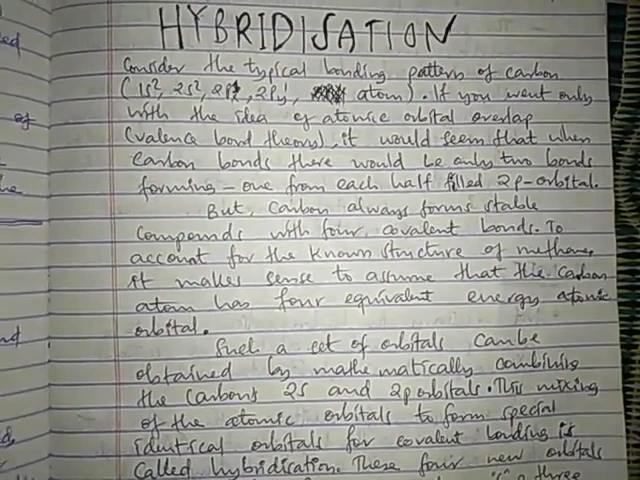 HYBRIDISATION
Consider the typical bonding pattern of carbon
(1s², 2s², 2p¹x, 2py¹, atom). If you went only
with the idea of atomic orbital overlap
(valence bond theory), it would seem that when
carbon bonds there would be only two bonds
forming - one from each half filled 2p-orbital.
But, carbon always forms stable
compounds with four covalent bonds. To
account for the known structure of methane,
it makes sense to assume that the carbon
atom has four equivalent energy atomic
orbital.
Such a set of orbitals can be
obtained by mathematically combining
the carbons 2s and 2p orbitals. This mixing
of the atomic orbitals to form special
identical orbitals for covalent bonding is
called hybridisation. These four new orbitals
three
ed
of
he
nd
d,